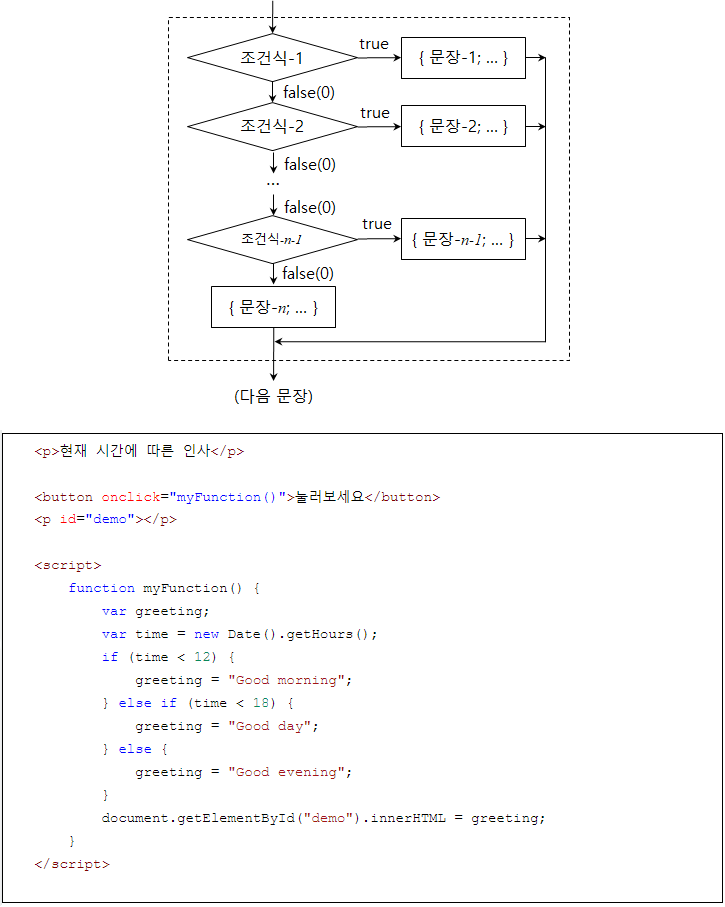 조건식-1
true
{ 문장-1; ... }
false(0)
조건식-2
true
{ 문장-2; ... }
false(0)
...
false(0)
조건식-n-1
true
{ 문장-n-1; ... }
false(0)
{ 문장-n; ... }
(다음 문장)
<p>현재 시간에 따른 인사</p>
<button onclick="myFunction()">눌러보세요</button>
<p id="demo"></p>
<script>
function myFunction() {
var greeting;
var time = new Date().getHours();
if (time < 12) {
greeting = "Good morning";
} else if (time < 18) {
greeting = "Good day";
} else {
greeting = "Good evening";
}
document.getElementById("demo").innerHTML = greeting;
}
</script>